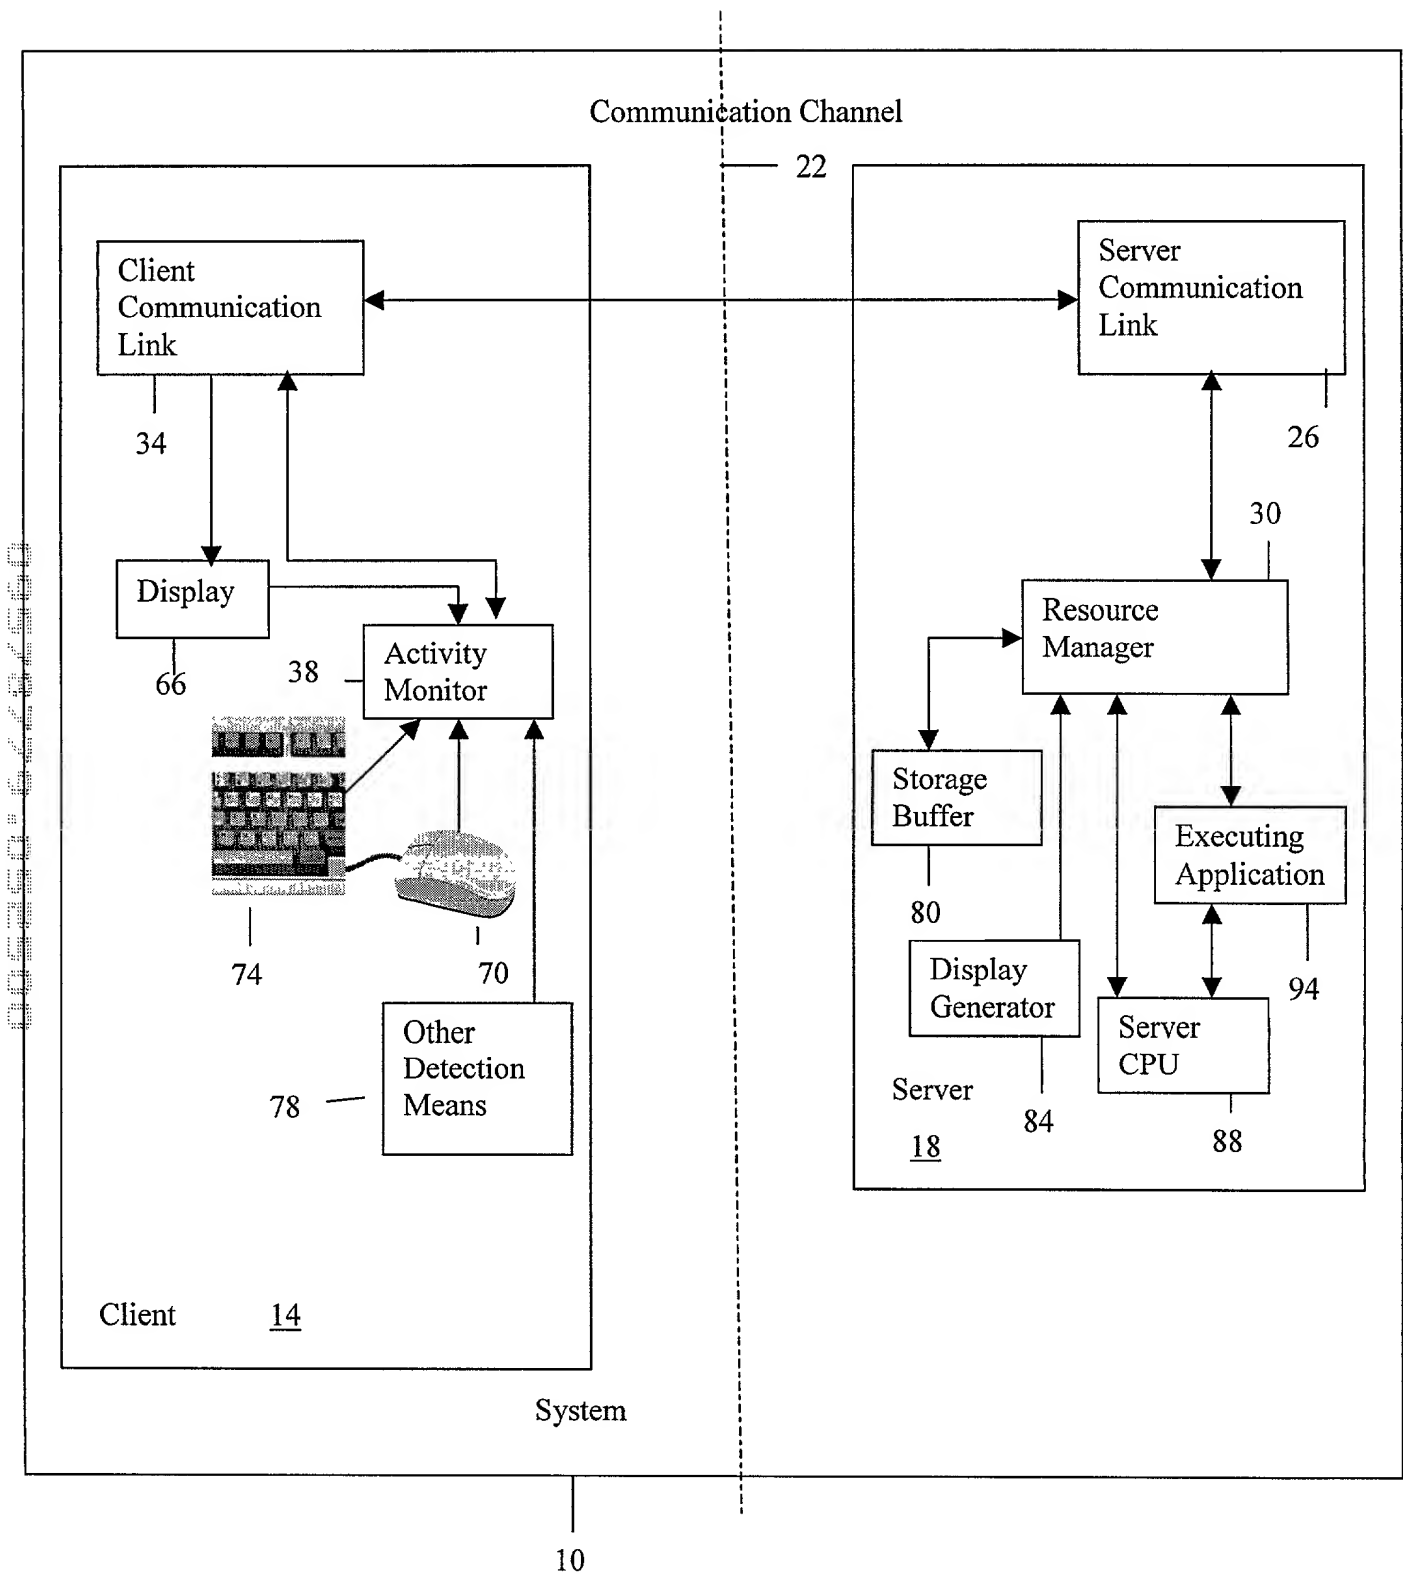 Communication Channel
22
Client
Communication
Link
34
Server
Communication
Link
26
30
Display
66
38
Activity
Monitor
Resource
Manager
Storage
Buffer
80
Executing
Application
94
74
70
Display
Generator
84
Server
CPU
88
Other
Detection
Means
78
Server
18
Client
14
System
10